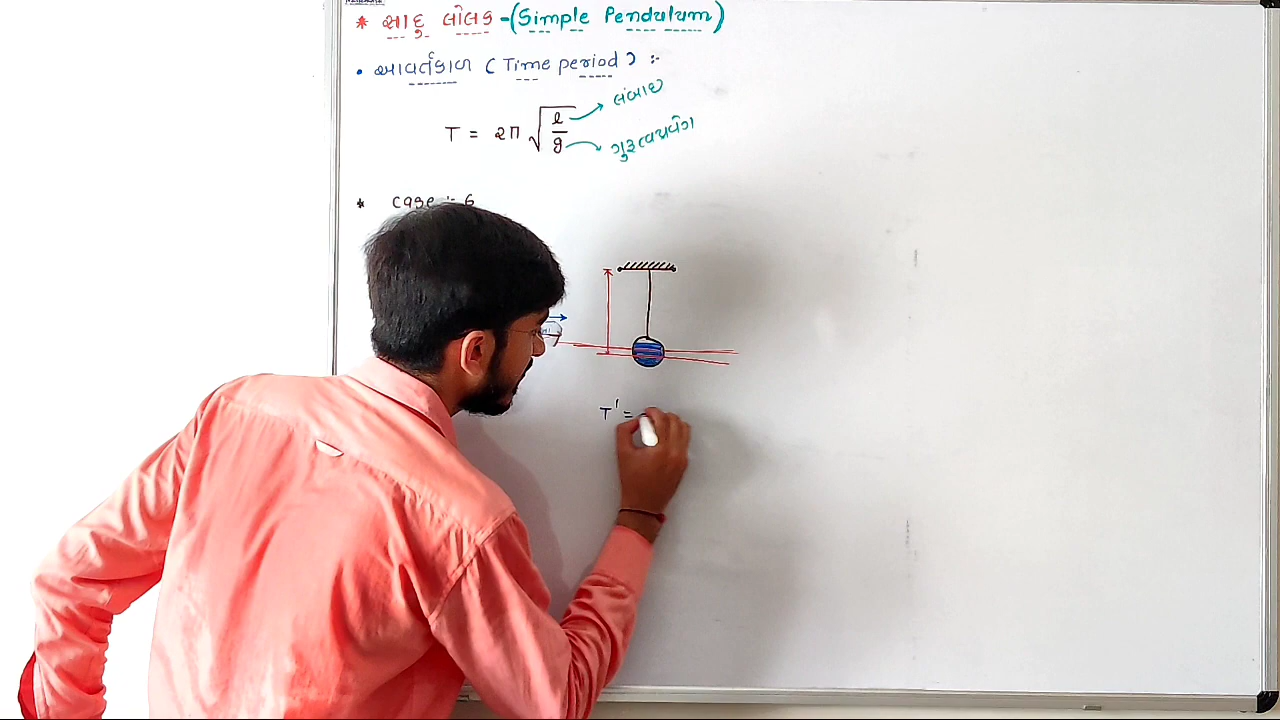 * સાદુ લોલક -(Simple Pendulum)
• આવર્તકાળ ( Time period ) :-
T = 2π √ l/g
લંબાઇ
ગુરુત્વપ્રવેગ
* case :- 6
T' =